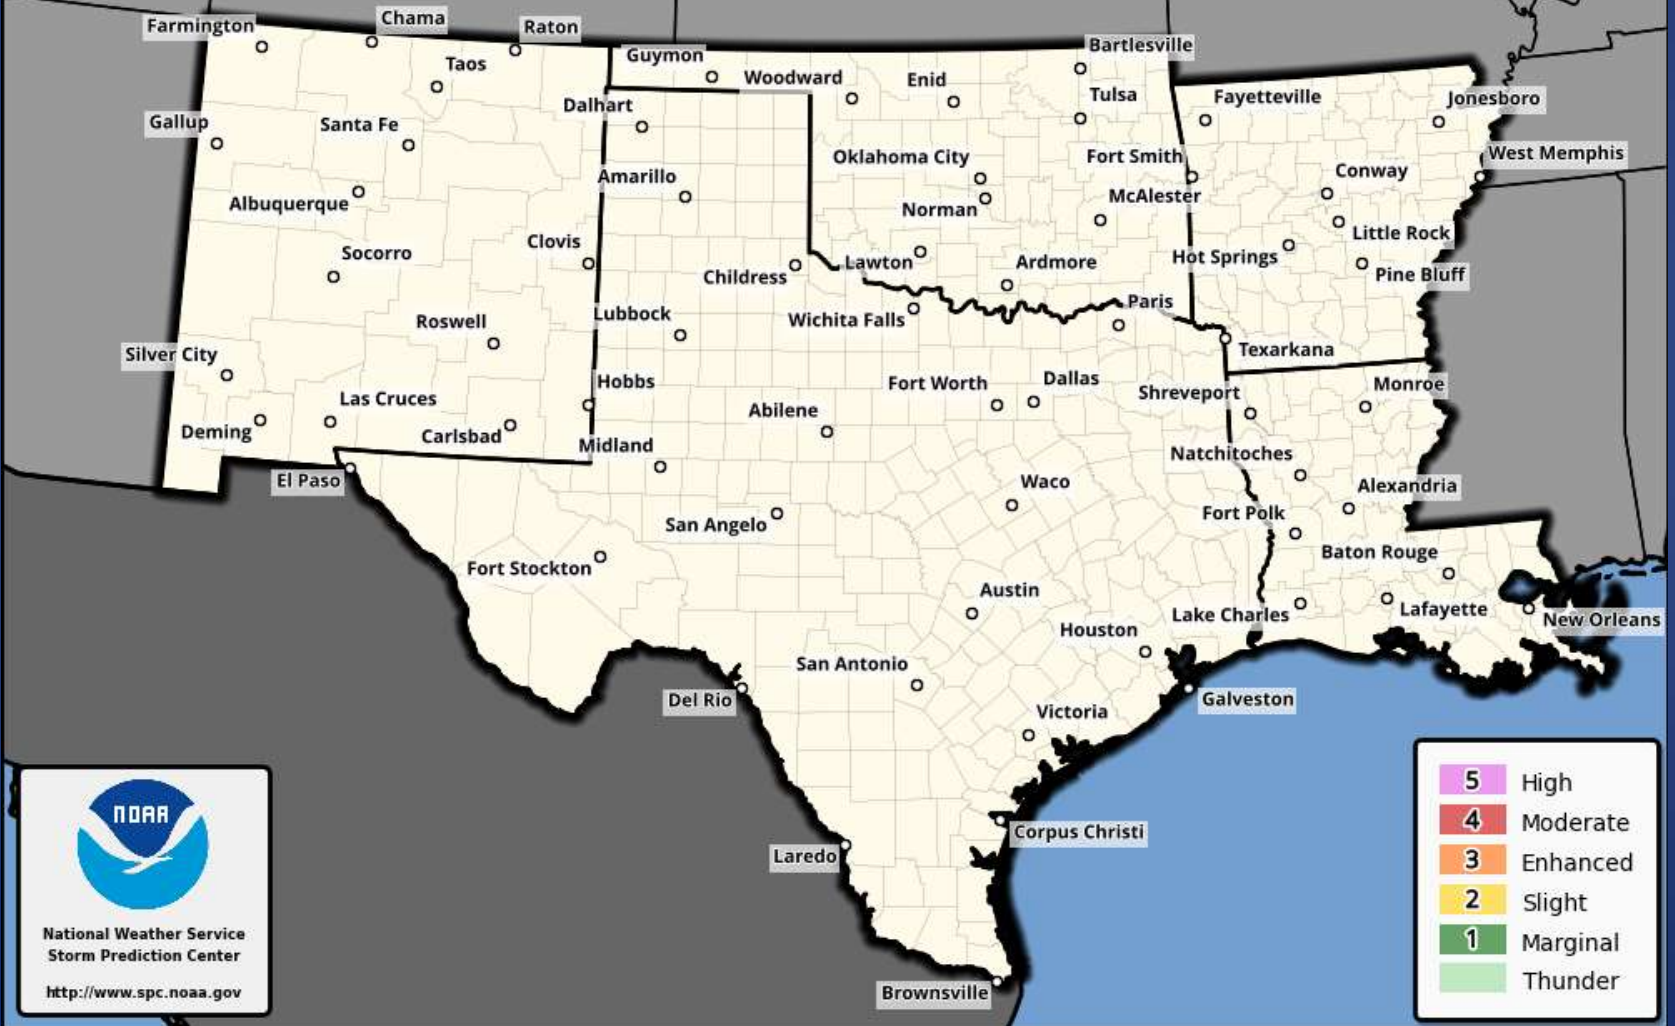 Farmington
Chama
Raton
Taos
Guymon
Woodward
Enid
Bartlesville
Tulsa
Fayetteville
Jonesboro
Dalhart
Gallup
Santa Fe
Oklahoma City
Fort Smith
West Memphis
Conway
Amarillo
Albuquerque
Norman
McAlester
Little Rock
Socorro
Clovis
Childress
Lawton
Ardmore
Hot Springs
Pine Bluff
Roswell
Lubbock
Wichita Falls
Paris
Texarkana
Silver City
Las Cruces
Hobbs
Fort Worth
Dallas
Shreveport
Monroe
Deming
Carlsbad
Abilene
Midland
Natchitoches
El Paso
Waco
Alexandria
San Angelo
Fort Polk
Fort Stockton
Baton Rouge
Austin
Lake Charles
Lafayette
New Orleans
Houston
San Antonio
Del Rio
Galveston
Victoria
Corpus Christi
Laredo
Brownsville
NOAA
National Weather Service
Storm Prediction Center
http://www.spc.noaa.gov
5 High
4 Moderate
3 Enhanced
2 Slight
1 Marginal
Thunder